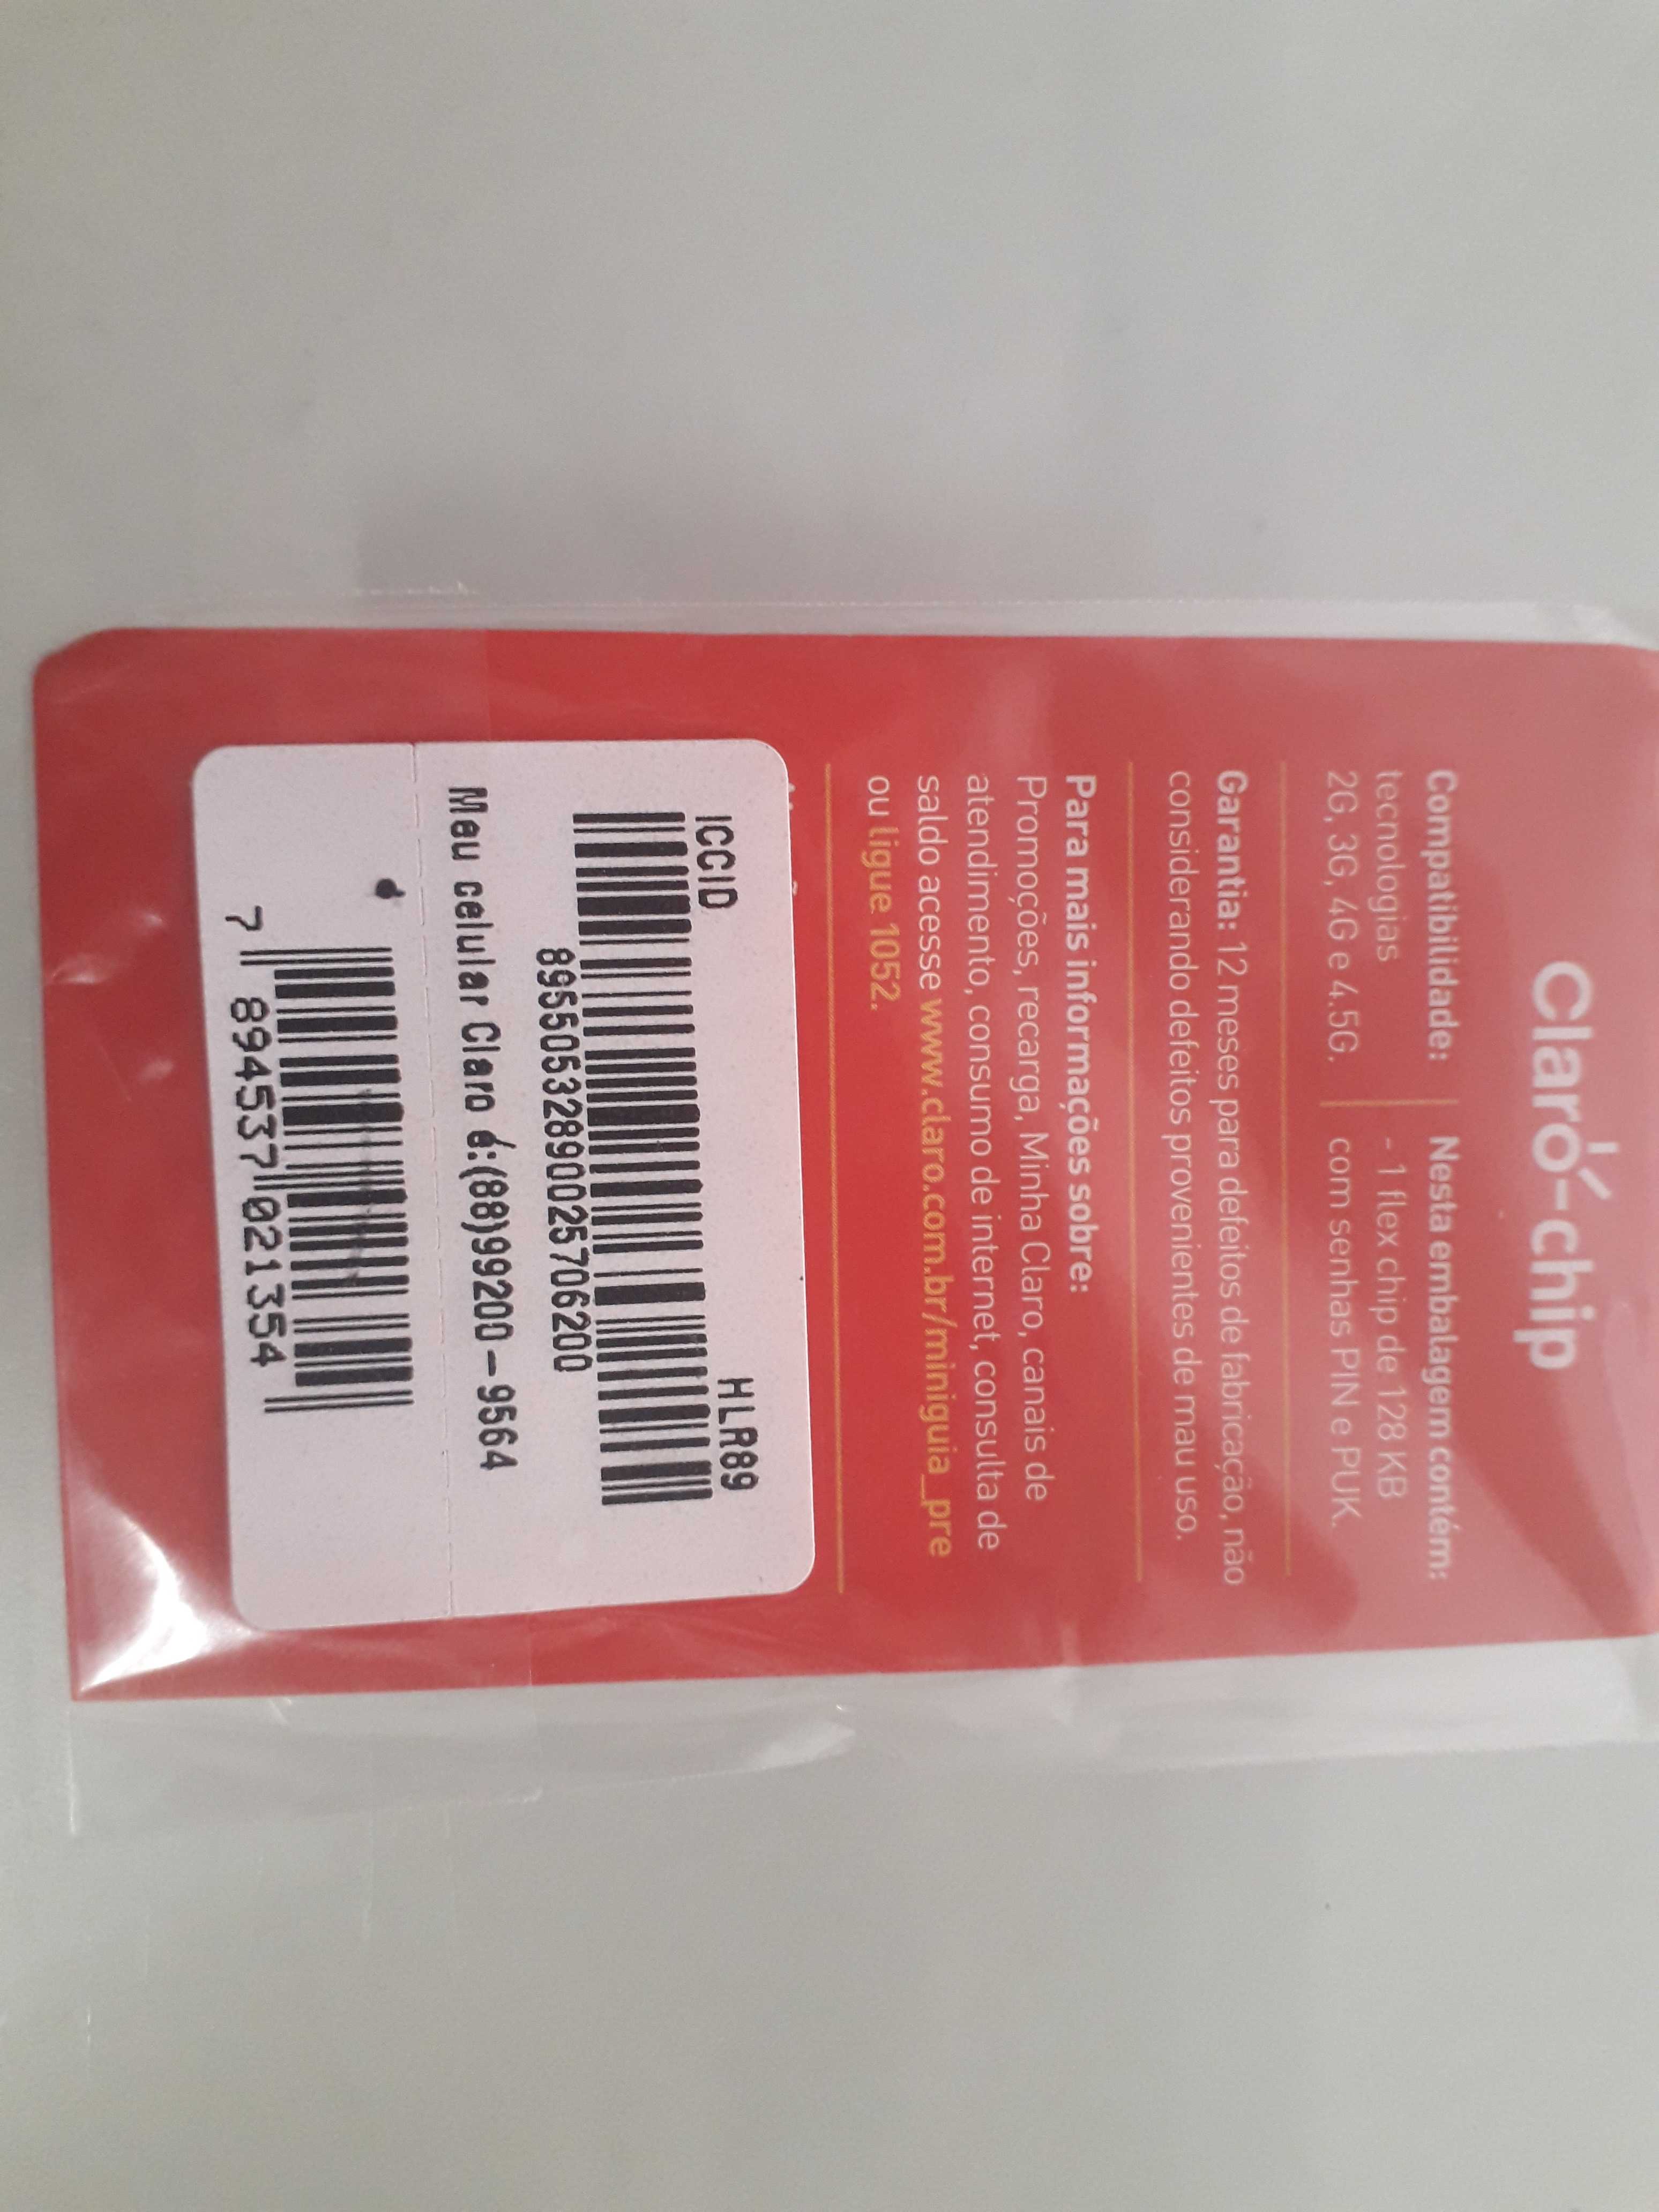 Claro-chip
Compatibilidade:
tecnologias
2G, 3G, 4G e 4.5G.
Nesta embalagem contém:
- 1 flex chip de 128 KB
com senhas PIN e PUK.
Garantia: 12 meses para defeitos de fabricação, não
considerando defeitos provenientes de mau uso.
Para mais informações sobre:
Promoções, recarga, Minha Claro, canais de
atendimento, consumo de internet, consulta de
saldo acesse www.claro.com.br/miniguia_pre
ou ligue 1052.
ICCID HLR89
89550532890025706200
Meu celular Claro é:(88)99200-9564
7 894537 021354